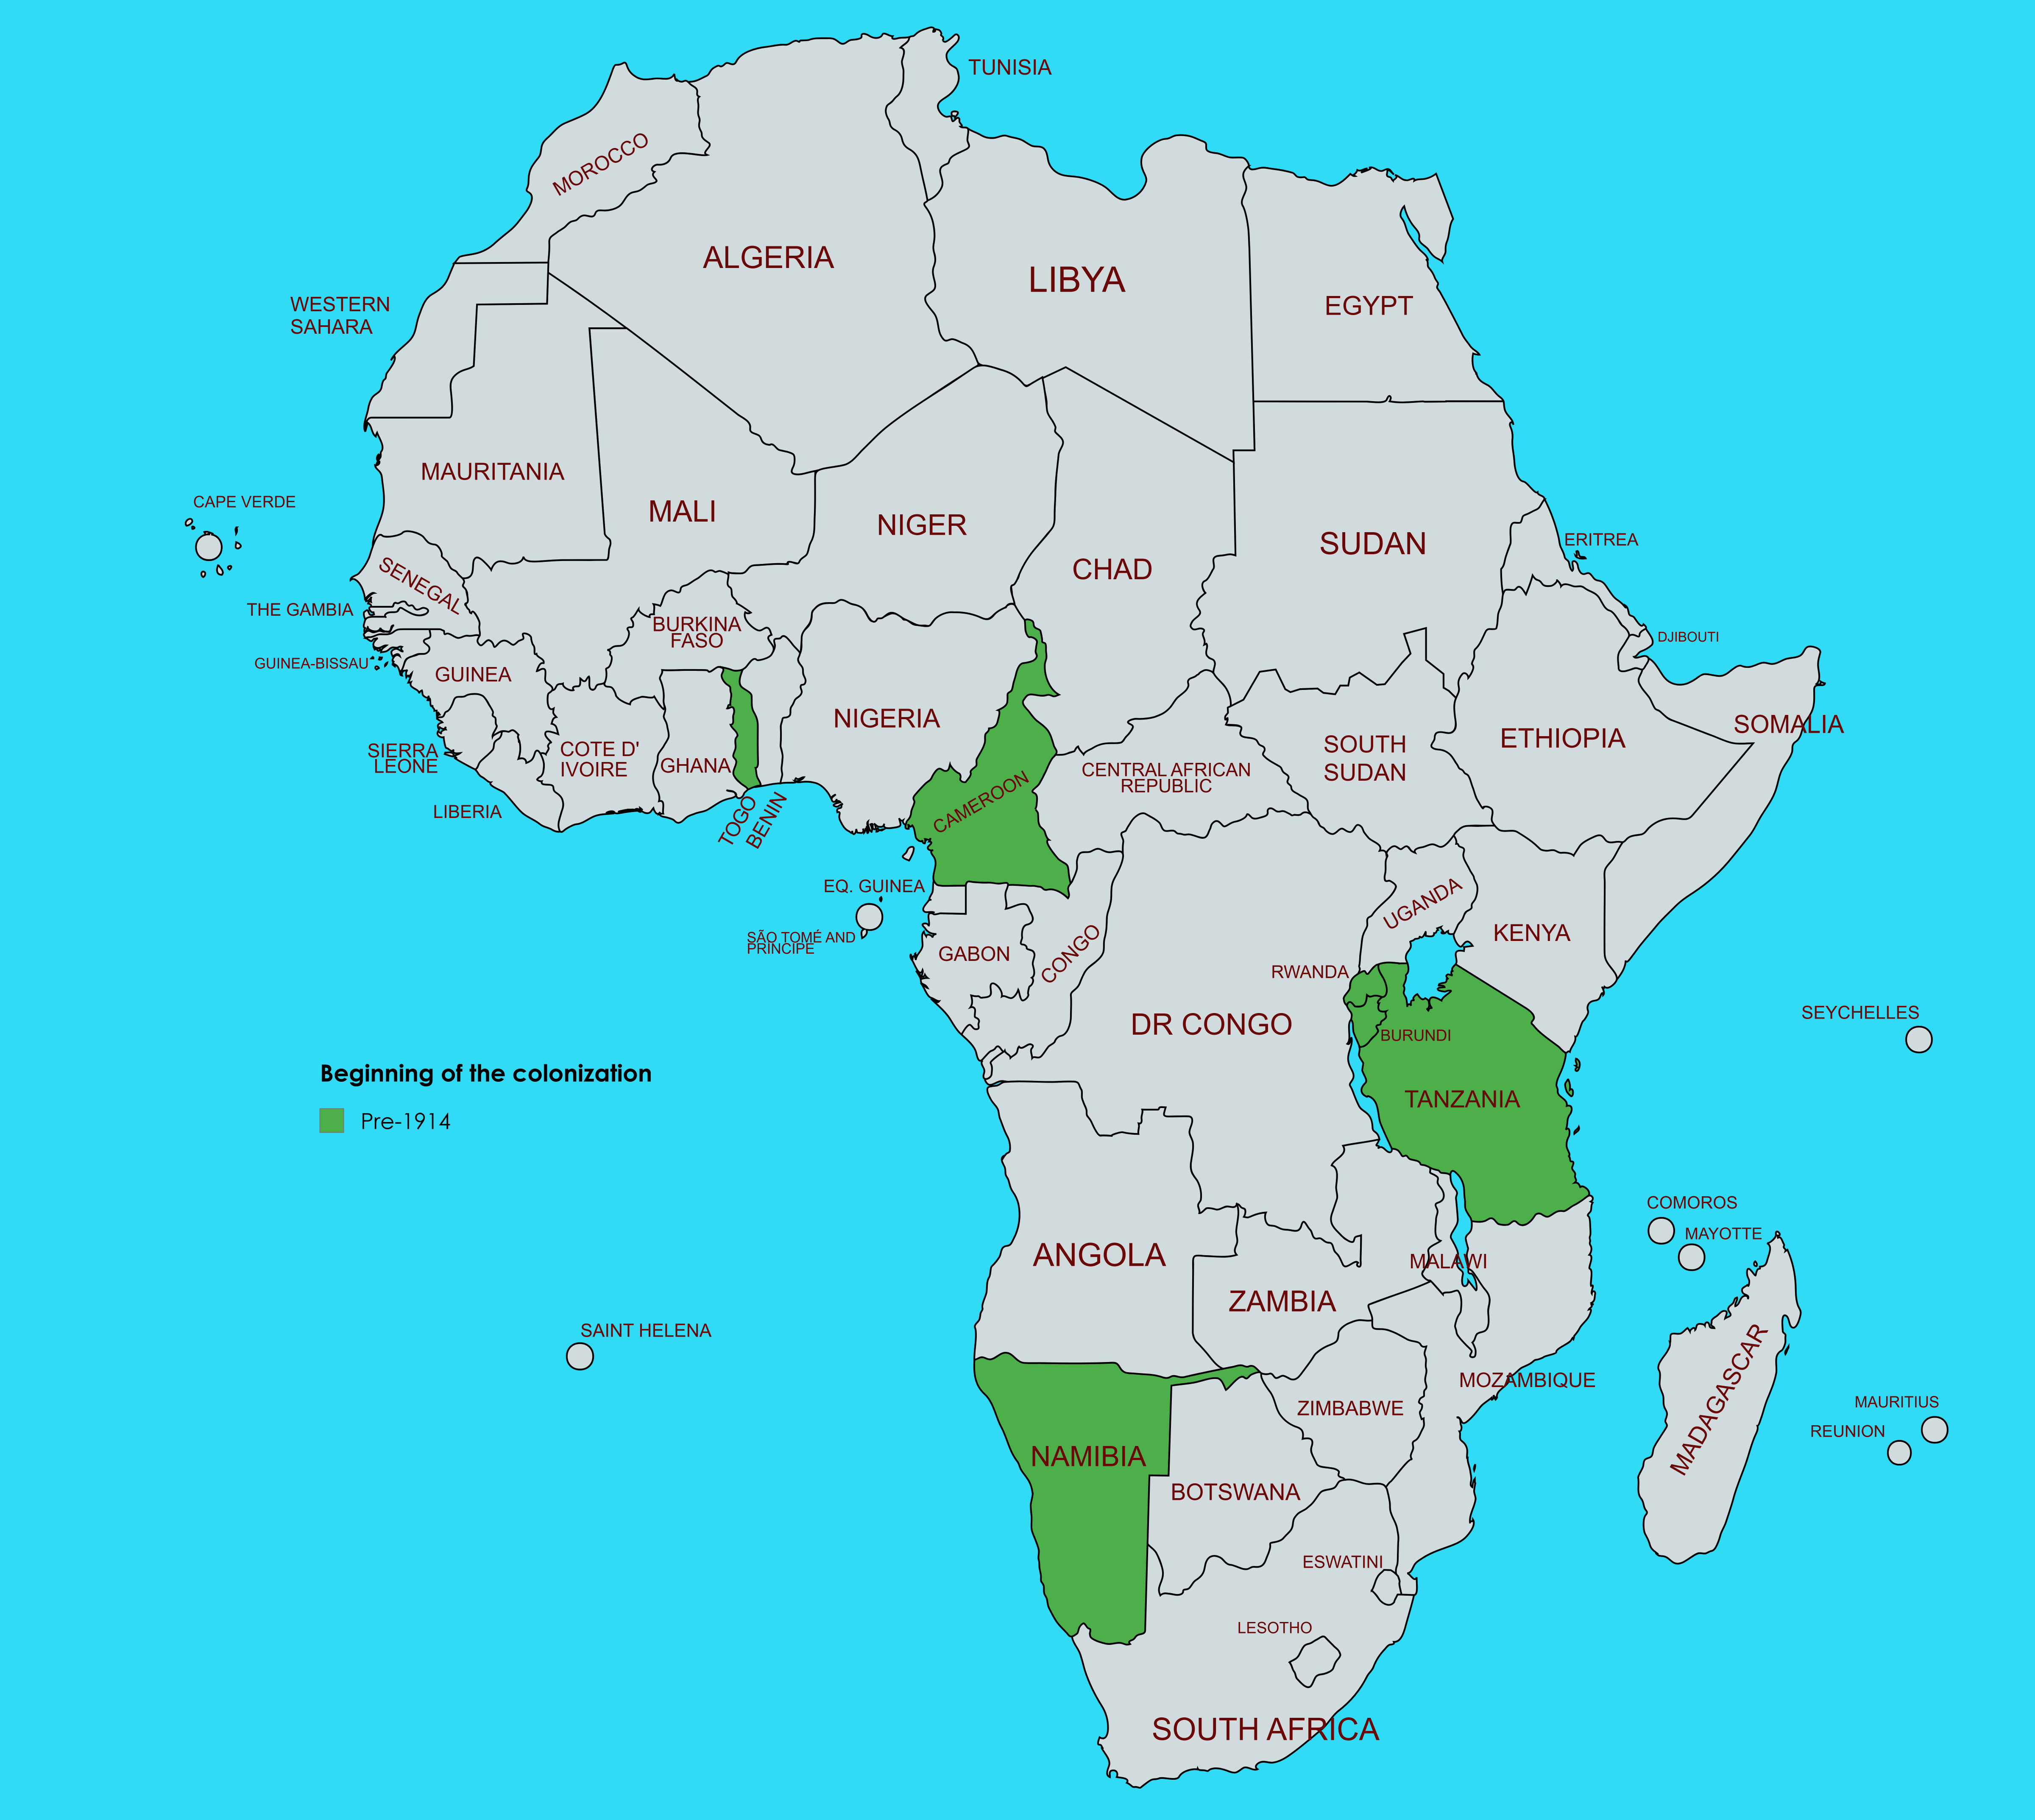 TUNISIA
MOROCCO
ALGERIA
LIBYA
EGYPT
WESTERN
SAHARA
MAURITANIA
MALI
NIGER
CHAD
SUDAN
ERITREA
CAPE VERDE
SENEGAL
THE GAMBIA
GUINEA-BISSAU
GUINEA
BURKINA
FASO
DJIBOUTI
NIGERIA
SIERRA
LEONE
COTE D'
IVOIRE
GHANA
LIBERIA
TOGO
BENIN
CAMEROON
CENTRAL AFRICAN
REPUBLIC
SOUTH
SUDAN
ETHIOPIA
SOMALIA
EQ. GUINEA
SÃO TOMÉ AND
PRINCIPE
GABON
CONGO
UGANDA
KENYA
RWANDA
DR CONGO
BURUNDI
TANZANIA
SEYCHELLES
Beginning of the colonization
Pre-1914
COMOROS
MAYOTTE
ANGOLA
MALAWI
ZAMBIA
SAINT HELENA
MOZAMBIQUE
MADAGASCAR
ZIMBABWE
MAURITIUS
REUNION
NAMIBIA
BOTSWANA
ESWATINI
LESOTHO
SOUTH AFRICA